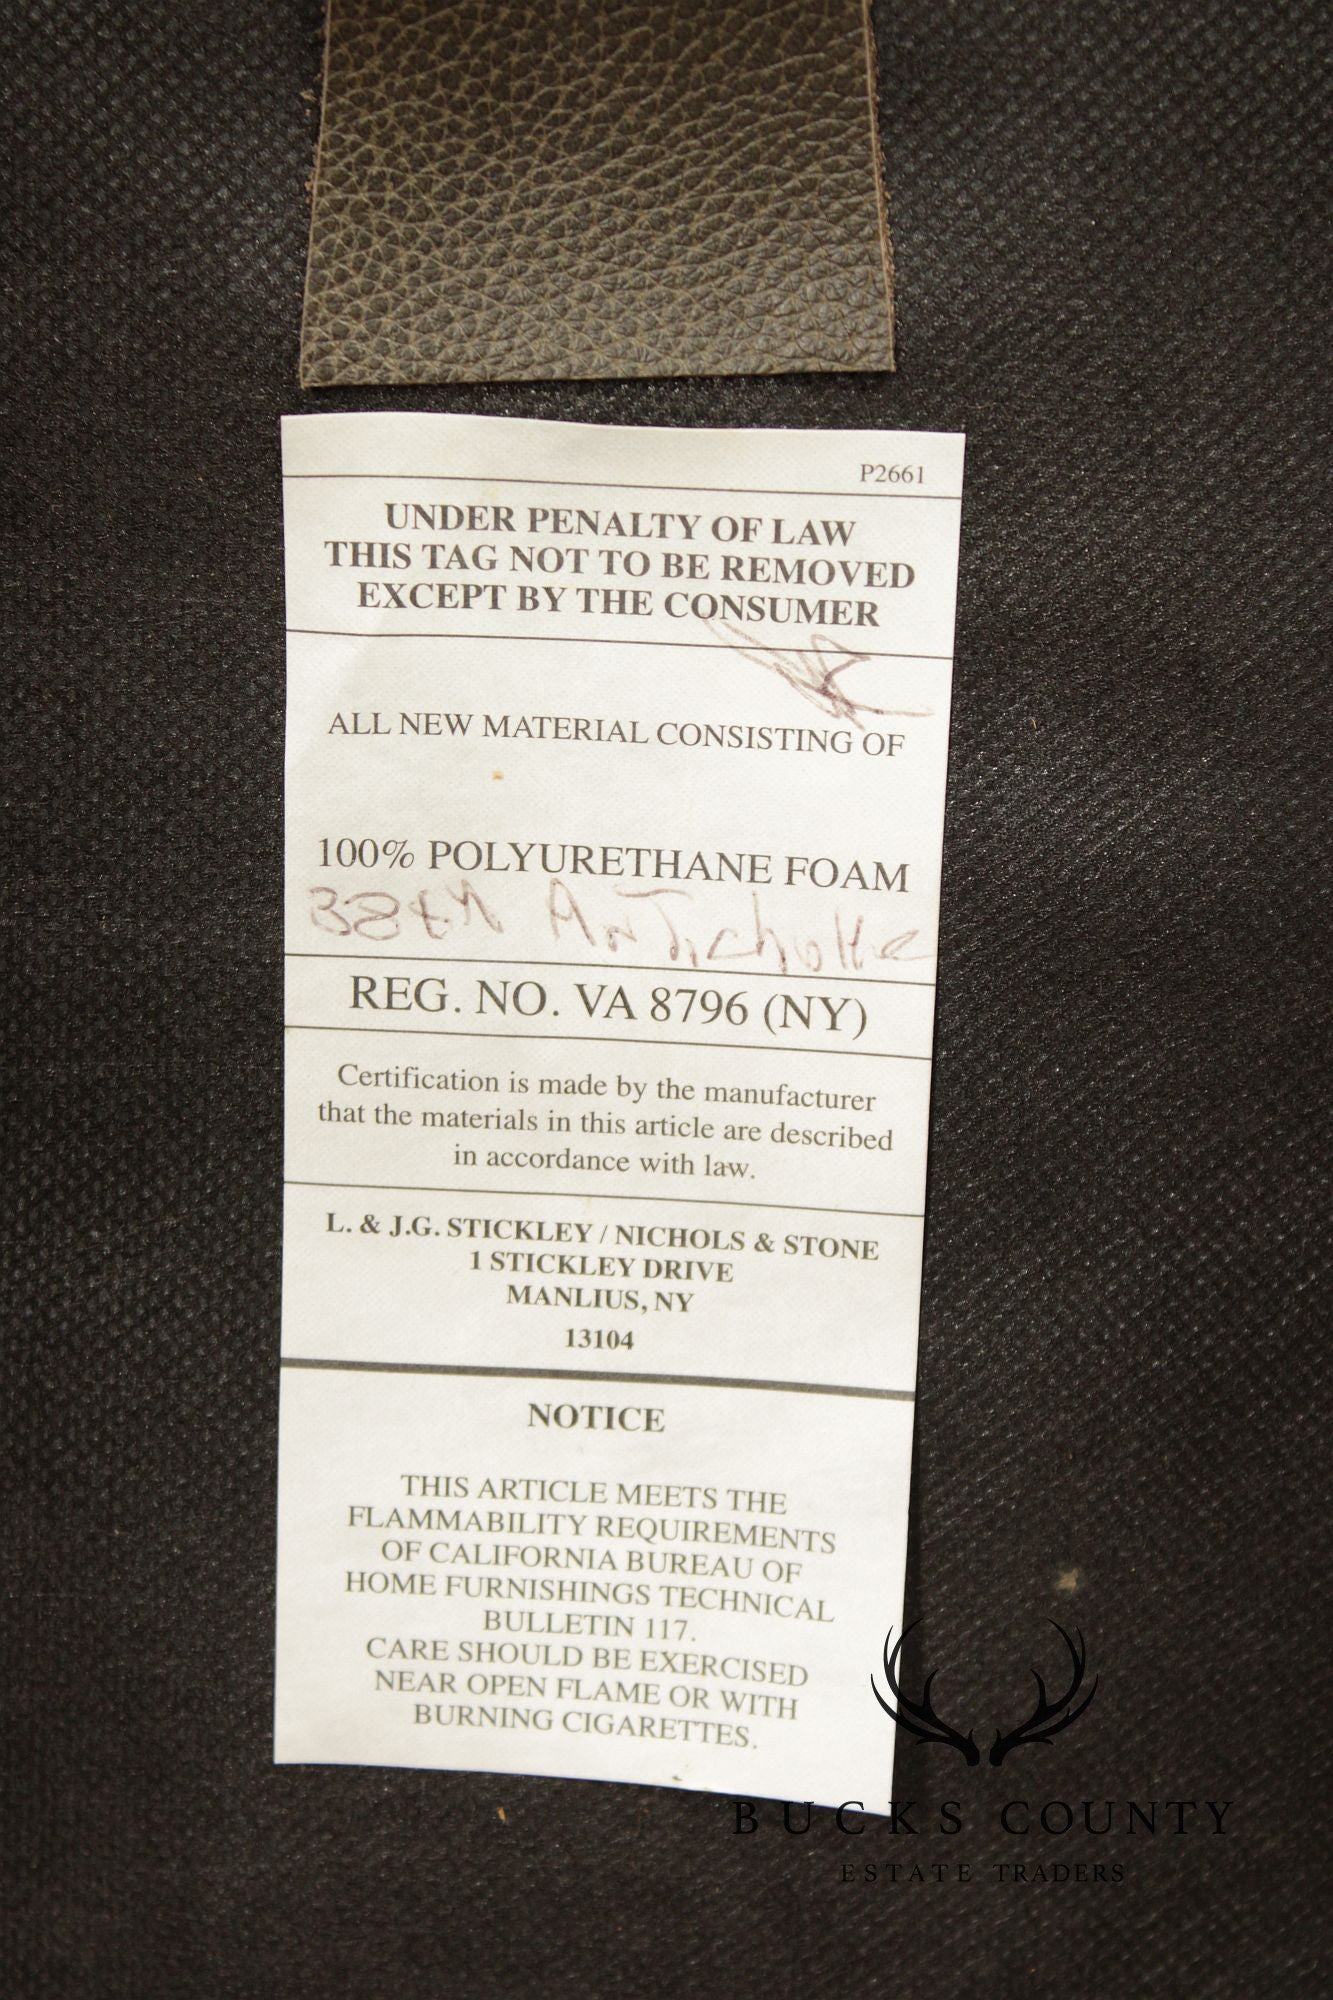 P2661
UNDER PENALTY OF LAW
THIS TAG NOT TO BE REMOVED
EXCEPT BY THE CONSUMER
ALL NEW MATERIAL CONSISTING OF
100% POLYURETHANE FOAM
REG. NO. VA 8796 (NY)
Certification is made by the manufacturer
that the materials in this article are described
in accordance with law.
L. & J.G. STICKLEY / NICHOLS & STONE
1 STICKLEY DRIVE
MANLIUS, NY
13104
NOTICE
THIS ARTICLE MEETS THE
FLAMMABILITY REQUIREMENTS
OF CALIFORNIA BUREAU OF
HOME FURNISHINGS TECHNICAL
BULLETIN 117.
CARE SHOULD BE EXERCISED
NEAR OPEN FLAME OR WITH
BURNING CIGARETTES.
BUCKS COUNTY
ESTATE TRADERS